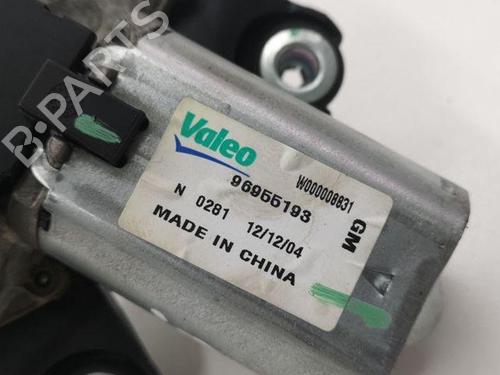 B-PARTS
Valeo
96955193
W000008831
N 0281 12/12/04
GM
MADE IN CHINA